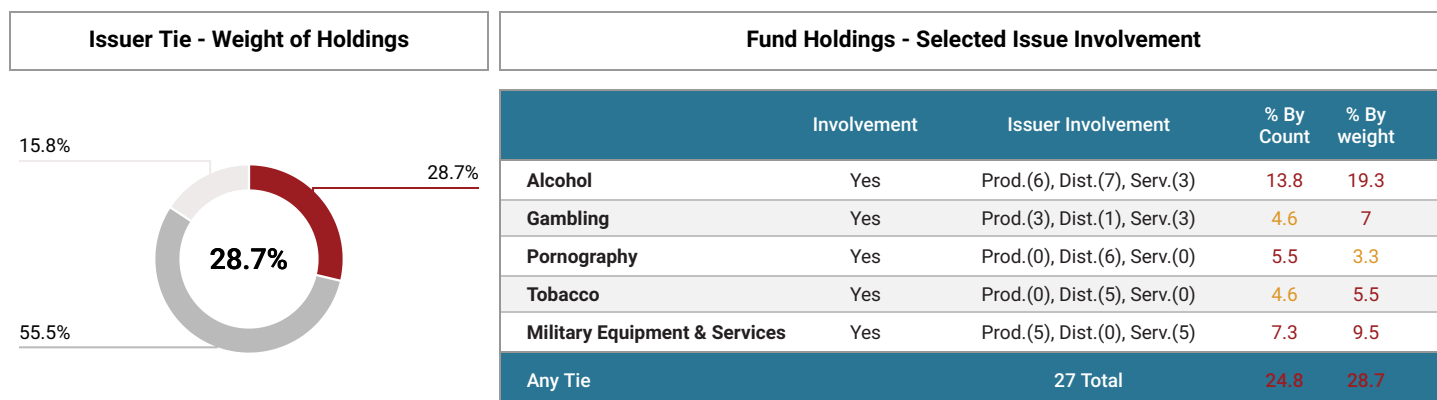 Issuer Tie - Weight of Holdings
Fund Holdings - Selected Issue Involvement
15.8%
28.7%
28.7%
55.5%
Involvement Issuer Involvement % By Count % By weight
Alcohol Yes Prod.(6), Dist.(7), Serv.(3) 13.8 19.3
Gambling Yes Prod.(3), Dist.(1), Serv.(3) 4.6 7
Pornography Yes Prod.(0), Dist.(6), Serv.(0) 5.5 3.3
Tobacco Yes Prod.(0), Dist.(5), Serv.(0) 4.6 5.5
Military Equipment & Services Yes Prod.(5), Dist.(0), Serv.(5) 7.3 9.5
Any Tie 27 Total 24.8 28.7